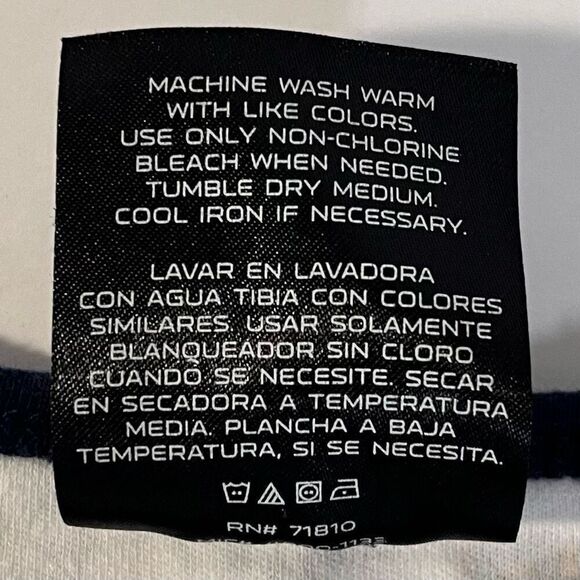 MACHINE WASH WARM
WITH LIKE COLORS.
USE ONLY NON-CHLORINE
BLEACH WHEN NEEDED.
TUMBLE DRY MEDIUM.
COOL IRON IF NECESSARY.
LAVAR EN LAVADORA
CON AGUA TIBIA CON COLORES
SIMILARES. USAR SOLAMENTE
BLANQUEADOR SIN CLORO
CUANDO SE NECESITE. SECAR
EN SECADORA A TEMPERATURA
MEDIA. PLANCHA A BAJA
TEMPERATURA, SI SE NECESITA.
RN# 71810